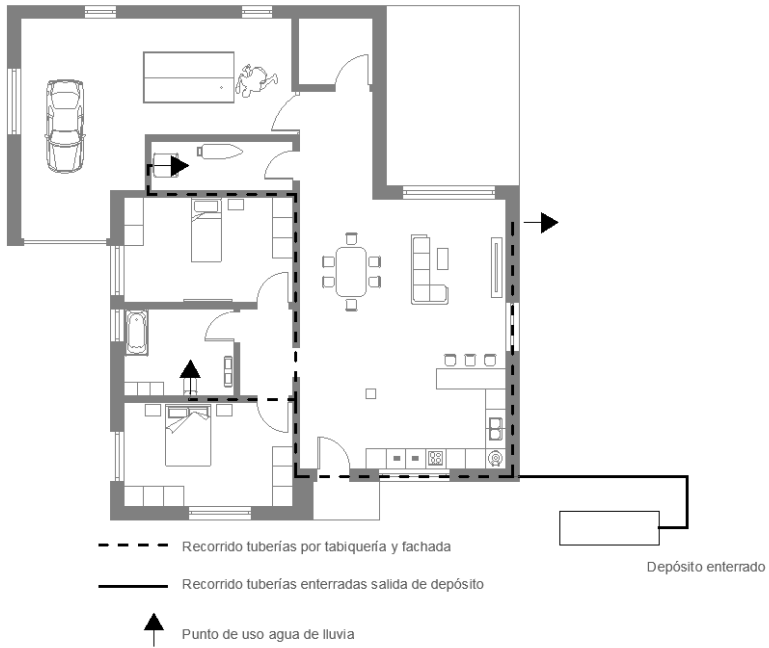 Recorrido tuberías por tabiquería y fachada
Depósito enterrado
Recorrido tuberías enterradas salida de depósito
Punto de uso agua de lluvia